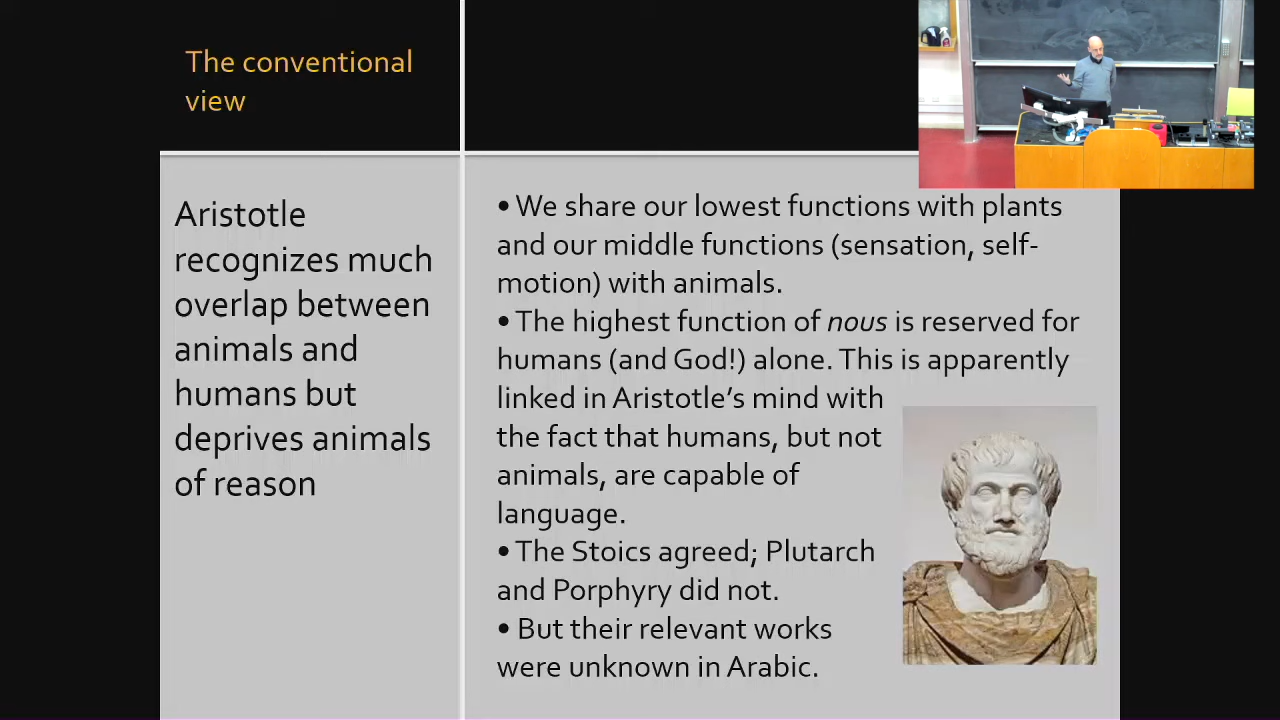 The conventional
view
Aristotle
recognizes much
overlap between
animals and
humans but
deprives animals
of reason
• We share our lowest functions with plants
and our middle functions (sensation, self-
motion) with animals.
• The highest function of nous is reserved for
humans (and God!) alone. This is apparently
linked in Aristotle’s mind with
the fact that humans, but not
animals, are capable of
language.
• The Stoics agreed; Plutarch
and Porphyry did not.
• But their relevant works
were unknown in Arabic.